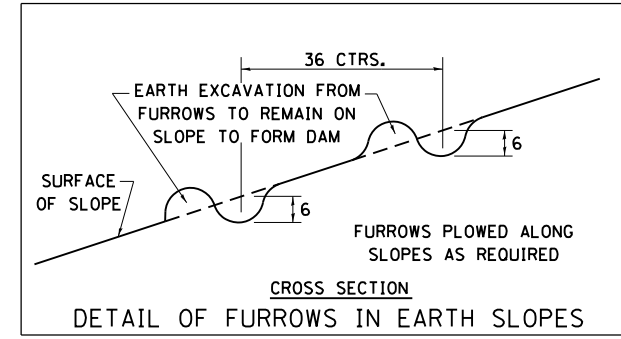 36 CTRS.
EARTH EXCAVATION FROM
FURROWS TO REMAIN ON
SLOPE TO FORM DAM
6
SURFACE
OF SLOPE
6
FURROWS PLOWED ALONG
SLOPES AS REQUIRED
CROSS SECTION
DETAIL OF FURROWS IN EARTH SLOPES